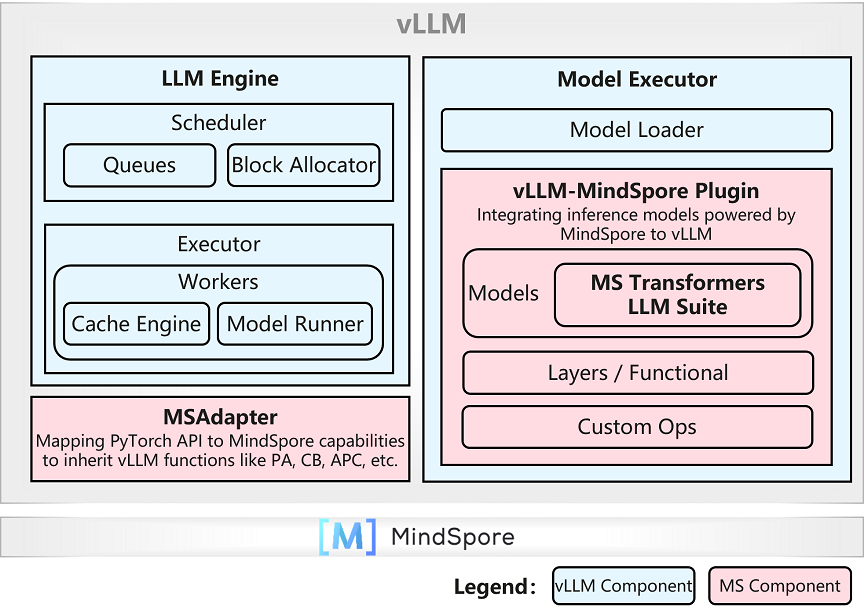 vLLM
LLM Engine
Scheduler
Queues
Block Allocator
Executor
Workers
Cache Engine
Model Runner
MSAdapter
Mapping PyTorch API to MindSpore capabilities
to inherit vLLM functions like PA, CB, APC, etc.
Model Executor
Model Loader
vLLM-MindSpore Plugin
Integrating inference models powered by
MindSpore to vLLM
Models
MS Transformers
LLM Suite
Layers / Functional
Custom Ops
[M] MindSpore
Legend:
vLLM Component
MS Component